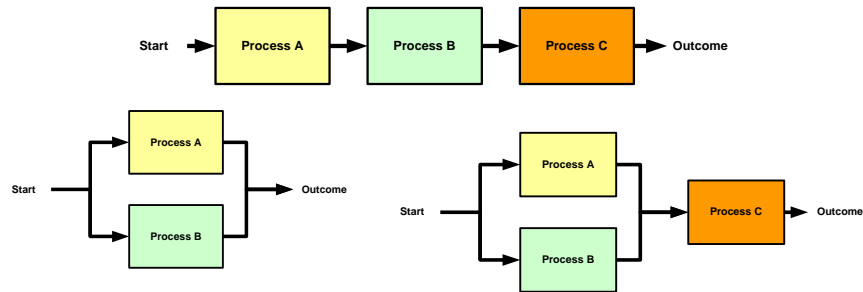 Start Process A Process B Process C Outcome
Process A
Start Outcome
Process B
Process A
Start Process C Outcome
Process B